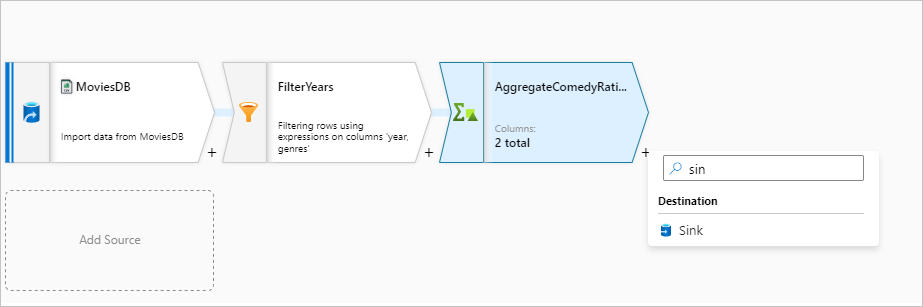 MoviesDB
Import data from MoviesDB
+
FilterYears
Filtering rows using
expressions on columns 'year,
genres'
+
AggregateComedyRati...
Columns:
2 total
+
sin
Destination
Sink
Add Source